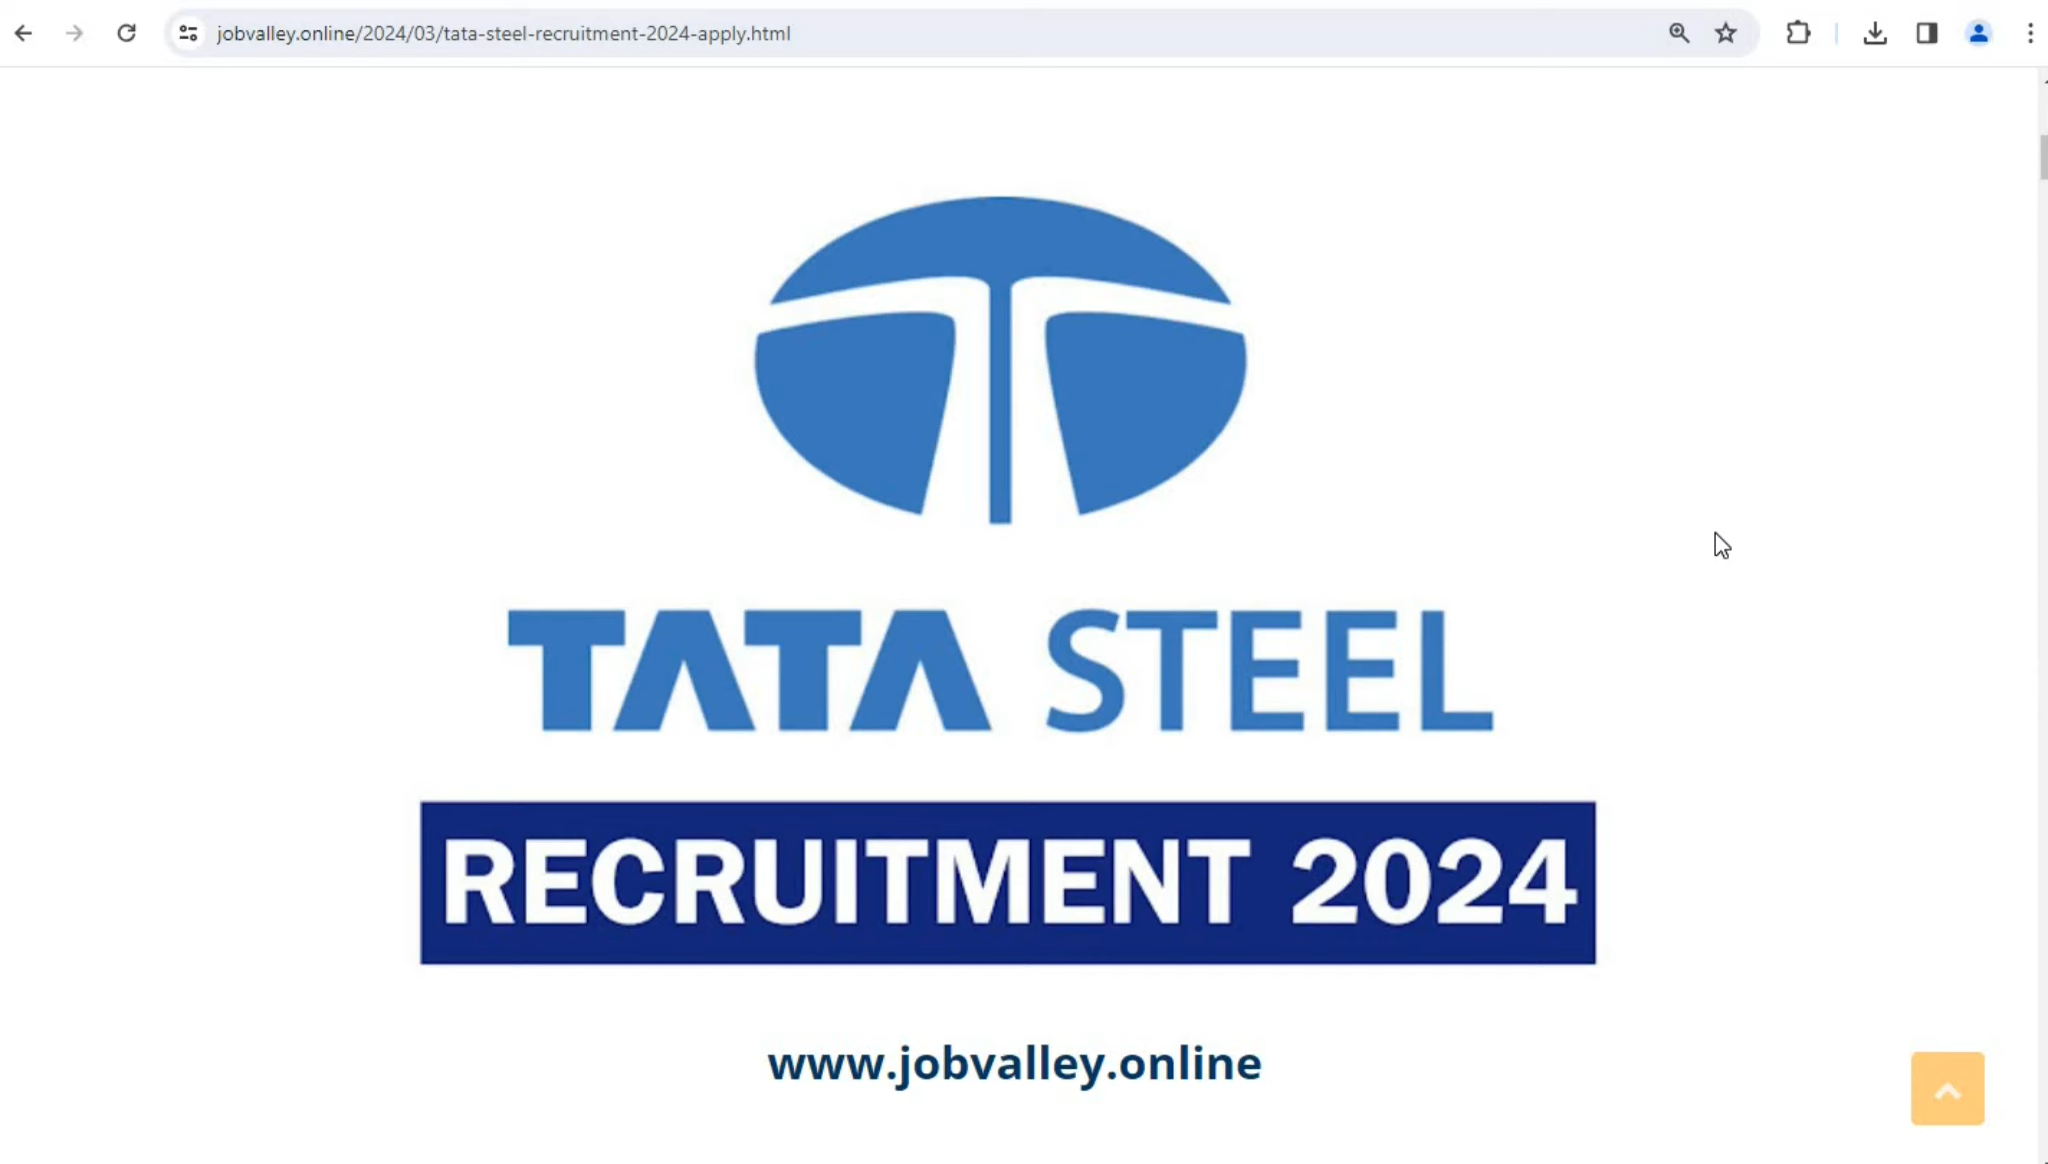 jobvalley.online/2024/03/tata-steel-recruitment-2024-apply.html
TATA STEEL
RECRUITMENT 2024
www.jobvalley.online